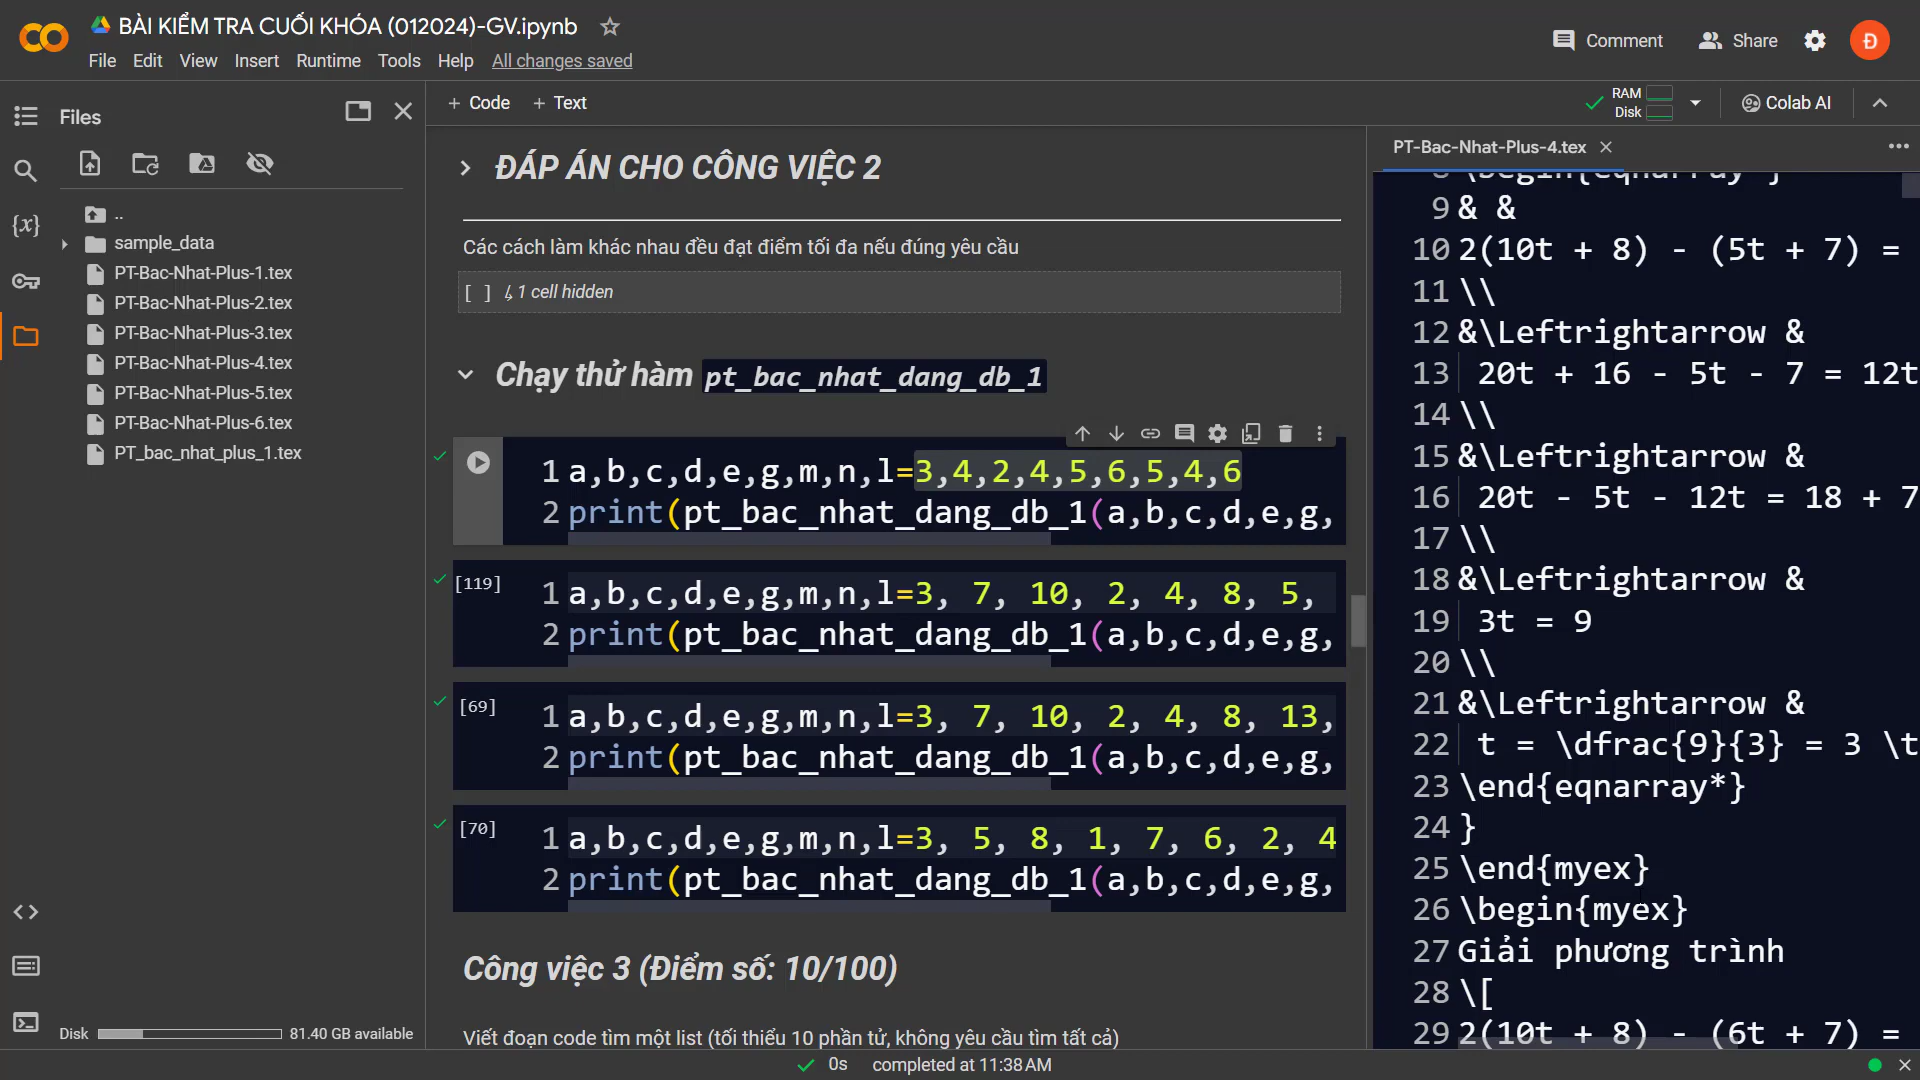 BÀI KIỂM TRA CUỐI KHÓA (012024)-GV.ipynb
File Edit View Insert Runtime Tools Help All changes saved
Comment Share Đ
Files
+ Code + Text
RAM
Disk
Colab AI
..
sample_data
PT-Bac-Nhat-Plus-1.tex
PT-Bac-Nhat-Plus-2.tex
PT-Bac-Nhat-Plus-3.tex
PT-Bac-Nhat-Plus-4.tex
PT-Bac-Nhat-Plus-5.tex
PT-Bac-Nhat-Plus-6.tex
PT_bac_nhat_plus_1.tex
Disk 81.40 GB available
ĐÁP ÁN CHO CÔNG VIỆC 2
Các cách làm khác nhau đều đạt điểm tối đa nếu đúng yêu cầu
[ ] ↳ 1 cell hidden
Chạy thử hàm pt_bac_nhat_dang_db_1
1 a,b,c,d,e,g,m,n,l=3,4,2,4,5,6,5,4,6
2 print(pt_bac_nhat_dang_db_1(a,b,c,d,e,g,
[119]
1 a,b,c,d,e,g,m,n,l=3, 7, 10, 2, 4, 8, 5,
2 print(pt_bac_nhat_dang_db_1(a,b,c,d,e,g,
[69]
1 a,b,c,d,e,g,m,n,l=3, 7, 10, 2, 4, 8, 13,
2 print(pt_bac_nhat_dang_db_1(a,b,c,d,e,g,
[70]
1 a,b,c,d,e,g,m,n,l=3, 5, 8, 1, 7, 6, 2, 4
2 print(pt_bac_nhat_dang_db_1(a,b,c,d,e,g,
Công việc 3 (Điểm số: 10/100)
Viết đoạn code tìm một list (tối thiểu 10 phần tử, không yêu cầu tìm tất cả)
PT-Bac-Nhat-Plus-4.tex
8 \begin{eqnarray*}
9 & &
10 2(10t + 8) - (5t + 7) =
11 \\
12 &\Leftrightarrow &
13 20t + 16 - 5t - 7 = 12t
14 \\
15 &\Leftrightarrow &
16 20t - 5t - 12t = 18 + 7
17 \\
18 &\Leftrightarrow &
19 3t = 9
20 \\
21 &\Leftrightarrow &
22 t = \dfrac{9}{3} = 3 \t
23 \end{eqnarray*}
24 }
25 \end{myex}
26 \begin{myex}
27 Giải phương trình
28 \[
29 2(10t + 8) - (6t + 7) =
0s completed at 11:38 AM